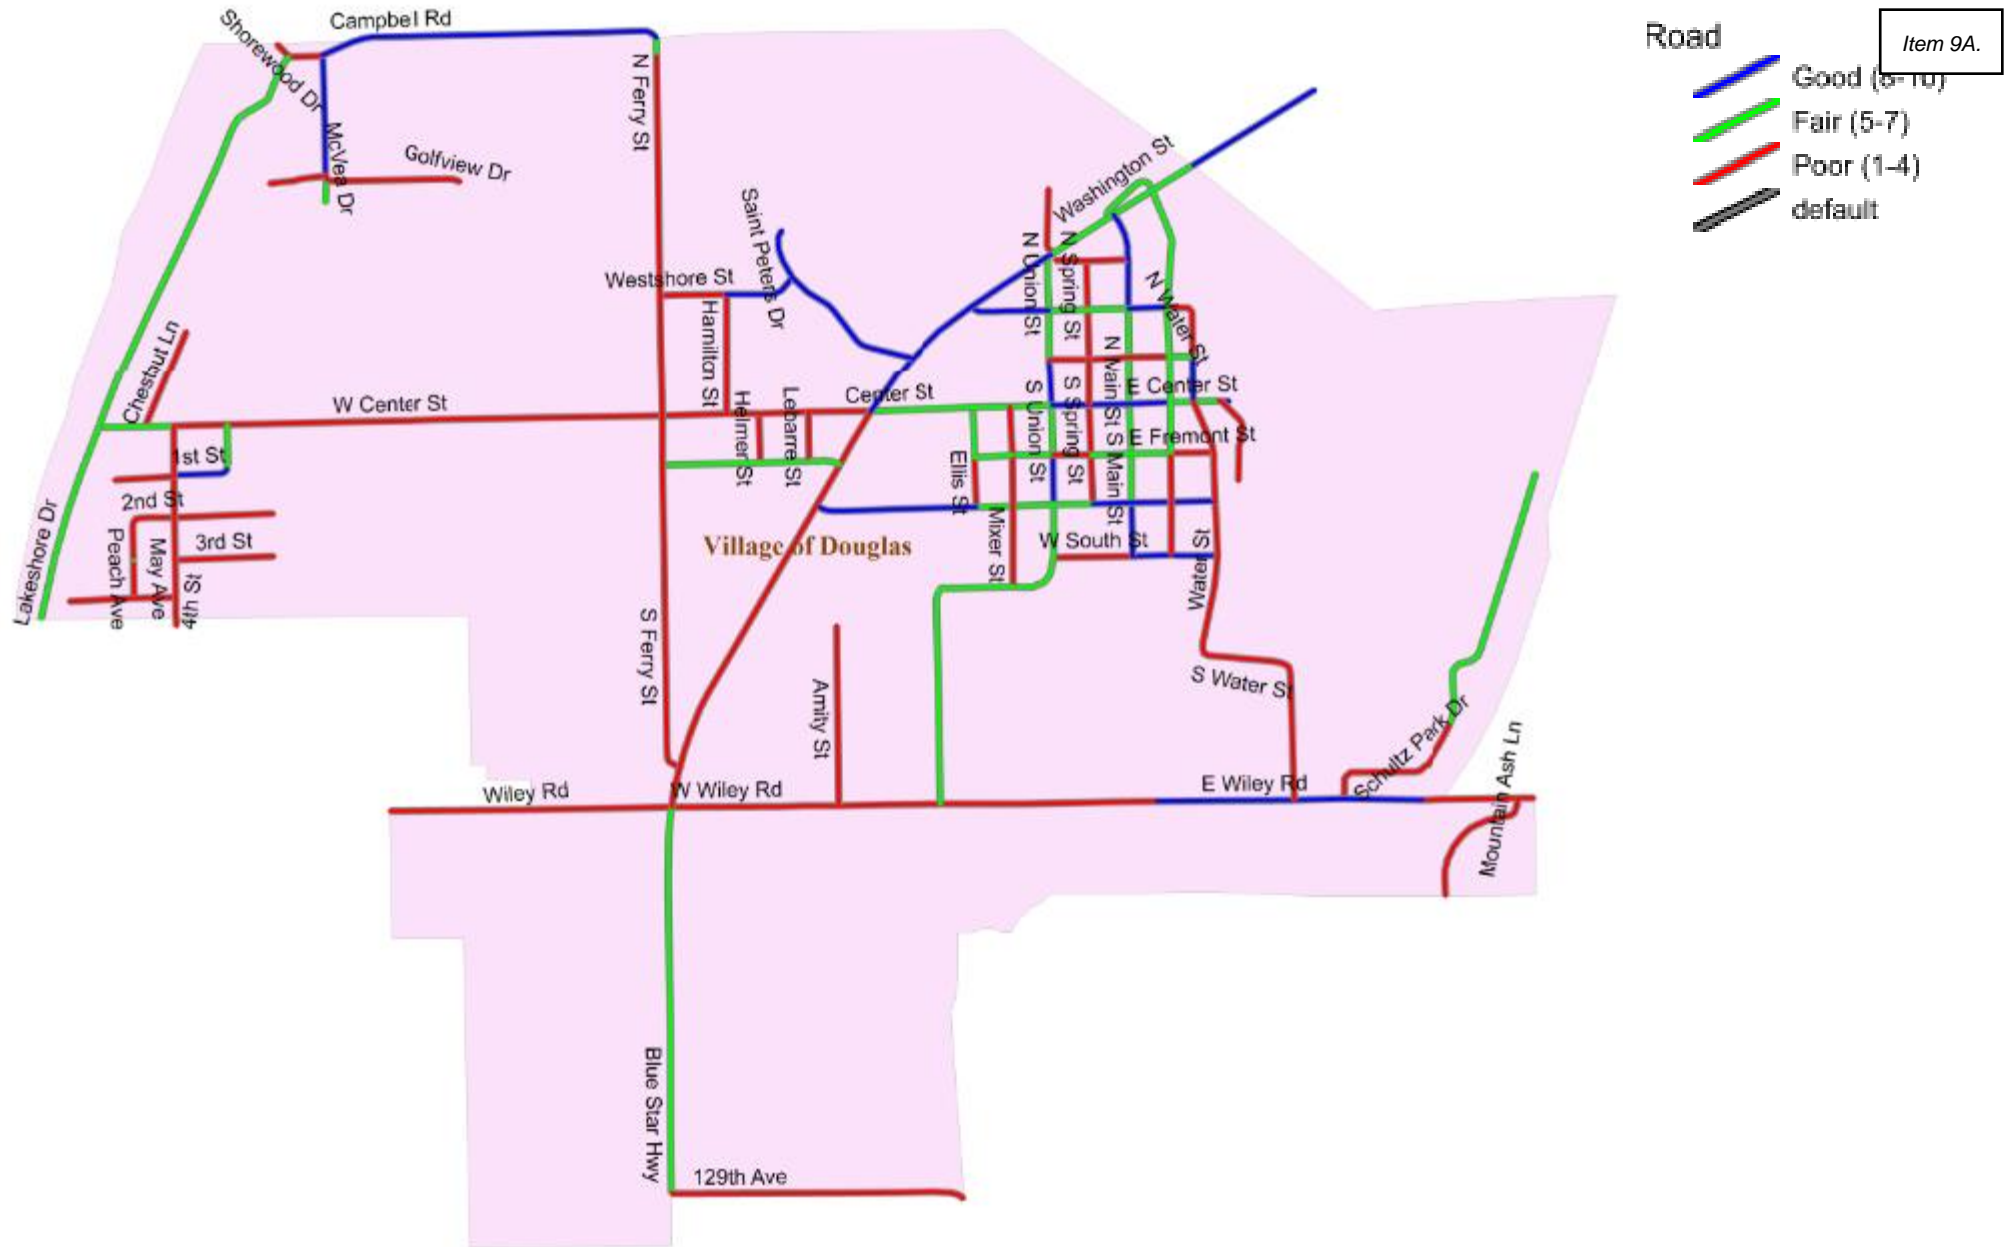 Road
Item 9A.
Good (8-10)
Fair (5-7)
Poor (1-4)
default
Campbel Rd
Shorewood Dr
N Ferry St
McVea Dr
Golfview Dr
Washington St
Saint Peters Dr
N Union St
N Spring St
N Water St
Westshore St
Hamilton St
Chestnut Ln
N Main St
W Center St
Center St
E Center St
Helmer St
Lebarre St
S Union St
S Spring St
S Main St
E Fremont St
1st St
Ellis St
2nd St
Mixer St
Lakeshore Dr
Peach Ave
May Ave
3rd St
4th St
Village of Douglas
W South St
Water St
S Ferry St
Amity St
S Water St
Schultz Park Dr
Mountain Ash Ln
Wiley Rd
W Wiley Rd
E Wiley Rd
Blue Star Hwy
129th Ave